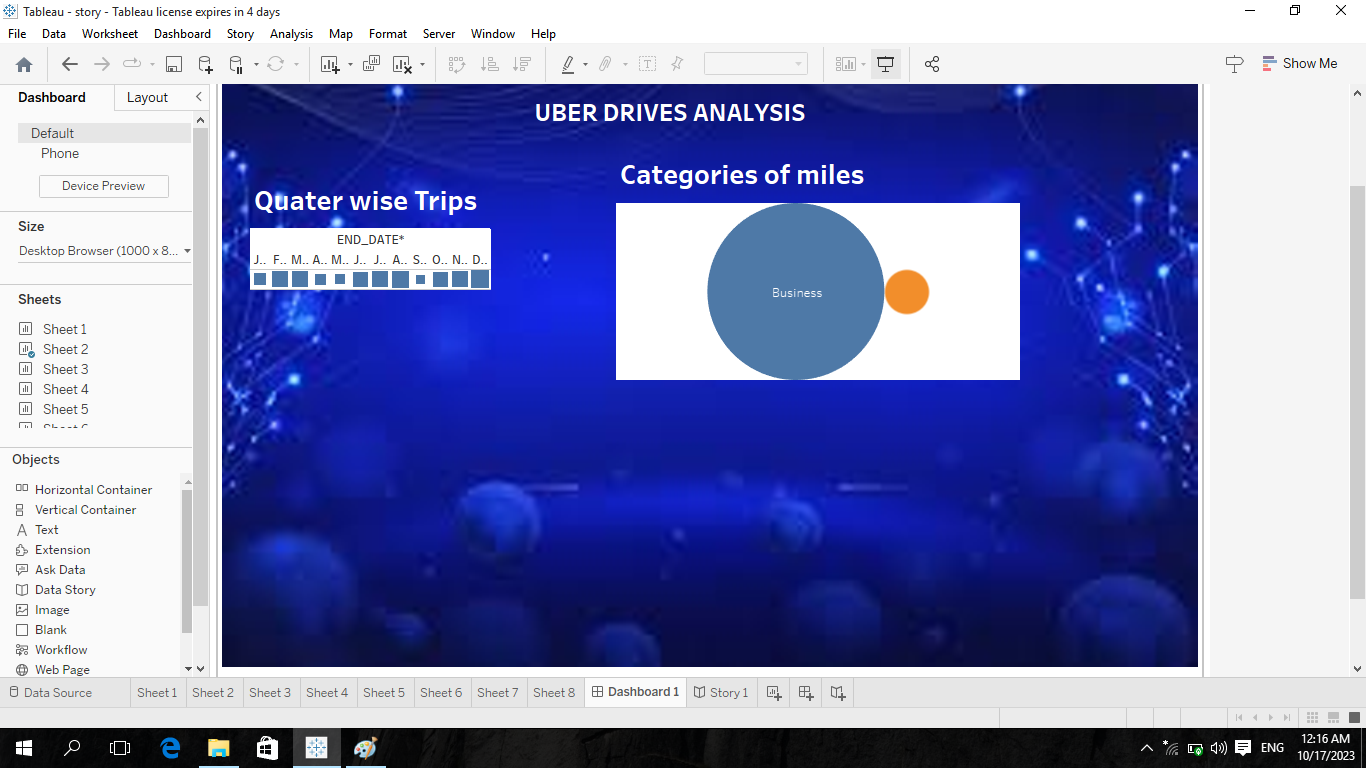 Tableau - story - Tableau license expires in 4 days
File Data Worksheet Dashboard Story Analysis Map Format Server Window Help
Show Me
Dashboard Layout
Default
Phone
Device Preview
Size
Desktop Browser (1000 x 8...
Sheets
Sheet 1
Sheet 2
Sheet 3
Sheet 4
Sheet 5
Objects
Horizontal Container
Vertical Container
Text
Extension
Ask Data
Data Story
Image
Blank
Workflow
Web Page
UBER DRIVES ANALYSIS
Quater wise Trips
END_DATE*
J.. F.. M.. A.. M.. J.. J.. A.. S.. O.. N.. D..
Categories of miles
Business
Data Source Sheet 1 Sheet 2 Sheet 3 Sheet 4 Sheet 5 Sheet 6 Sheet 7 Sheet 8 Dashboard 1 Story 1
ENG
12:16 AM
10/17/2023